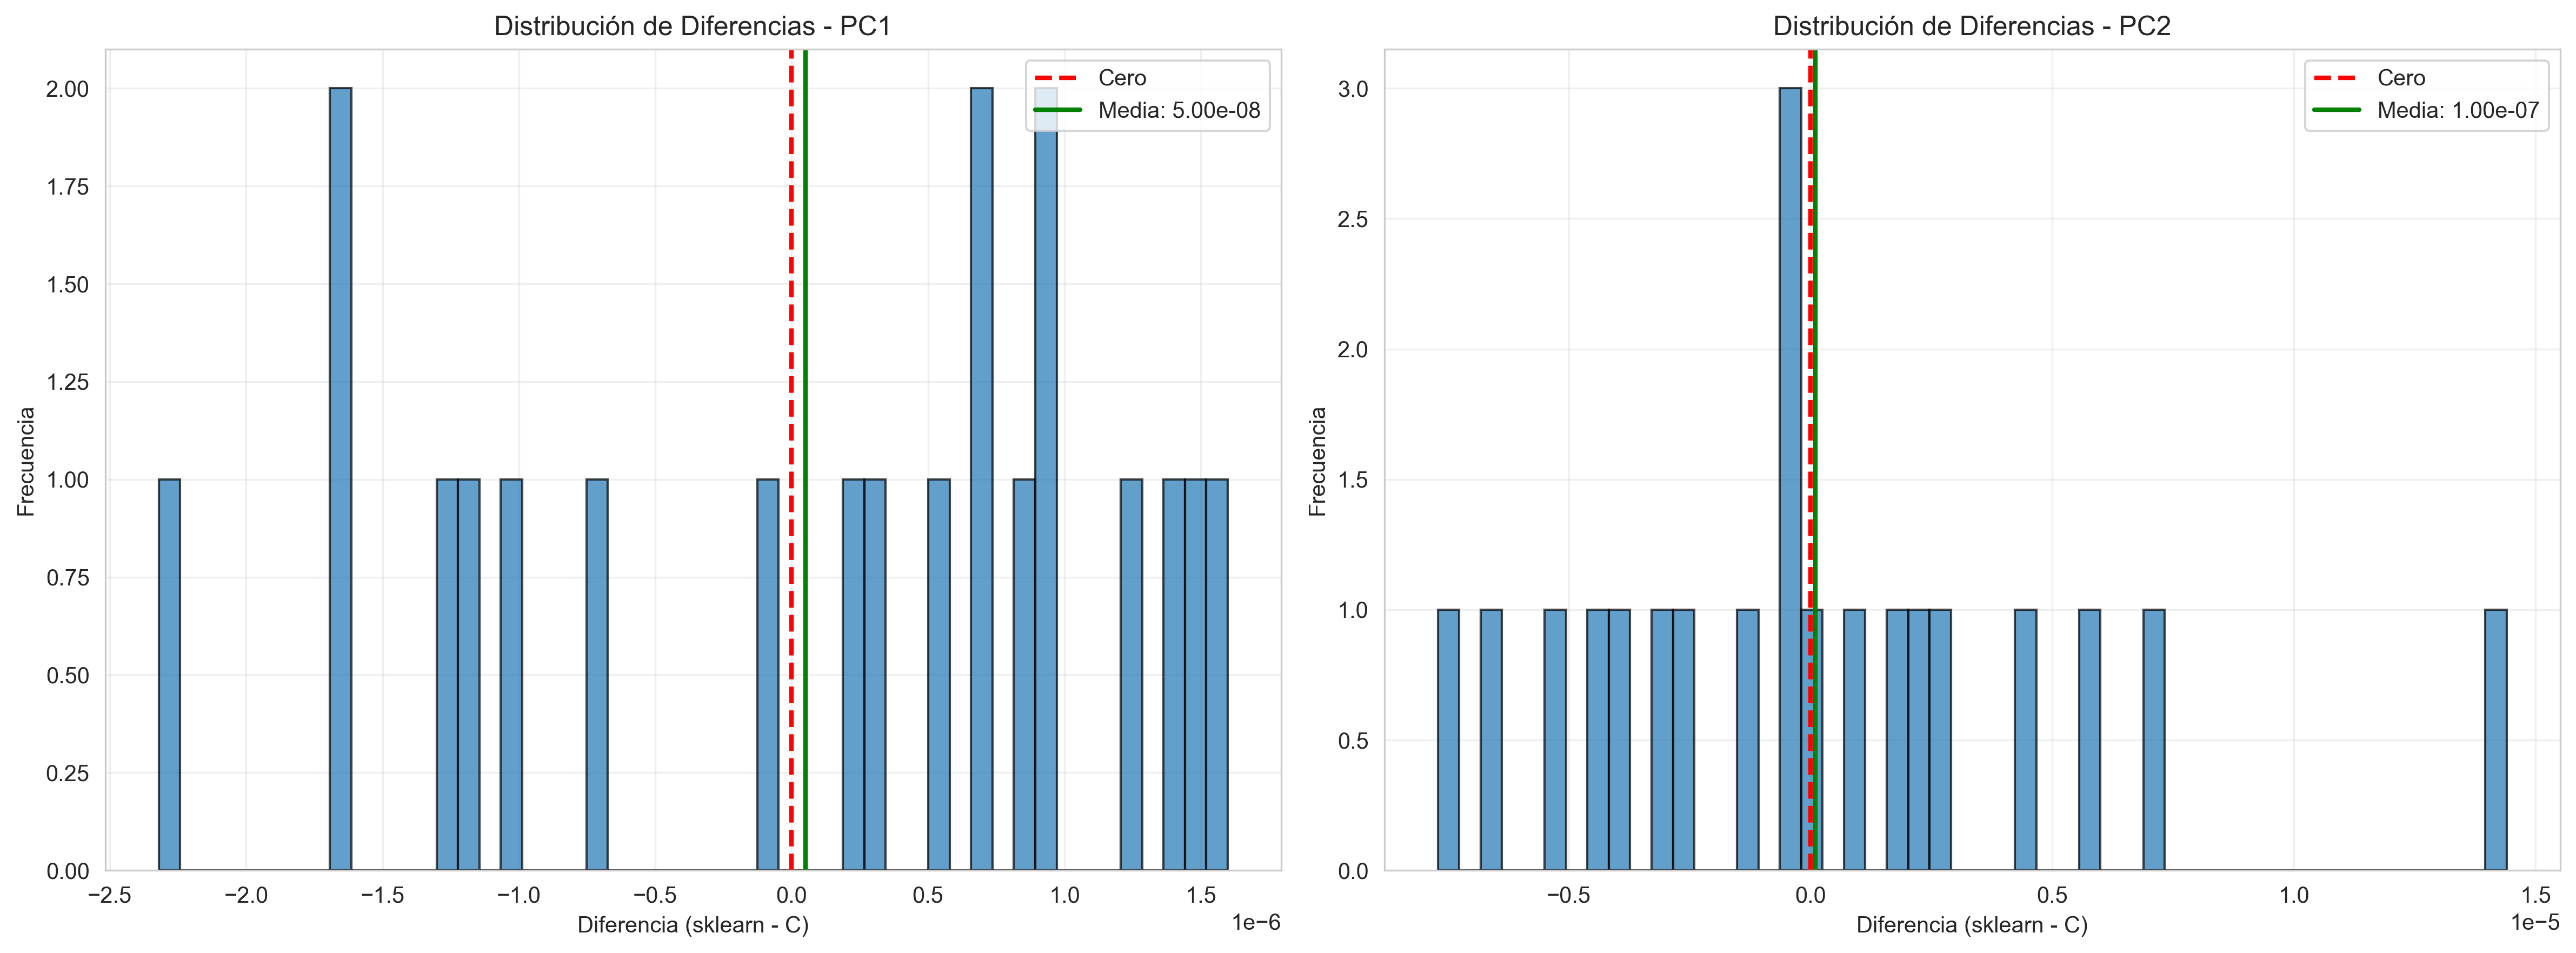 Distribución de Diferencias - PC1
Cero
Media: 5.00e-08
Frecuencia
2.00
1.75
1.50
1.25
1.00
0.75
0.50
0.25
0.00
−2.5 −2.0 −1.5 −1.0 −0.5 0.0 0.5 1.0 1.5
1e−6
Diferencia (sklearn - C)
Distribución de Diferencias - PC2
Cero
Media: 1.00e-07
Frecuencia
3.0
2.5
2.0
1.5
1.0
0.5
0.0
−0.5 0.0 0.5 1.0 1.5
1e−5
Diferencia (sklearn - C)